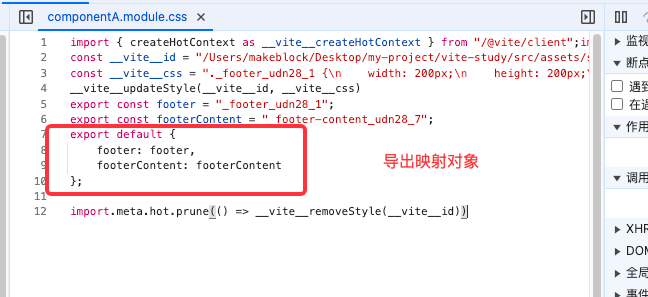 componentA.module.css
监视
断点
遇到
在返
作用
调用
XHR
DOM
全局
事件
1 import { createHotContext as __vite__createHotContext } from "/@vite/client";im
2 const __vite__id = "/Users/makeblock/Desktop/my-project/vite-study/src/assets/s
3 const __vite__css = "._footer_udn28_1 {\n    width: 200px;\n    height: 200px;\
4 __vite__updateStyle(__vite__id, __vite__css)
5 export const footer = "_footer_udn28_1";
6 export const footerContent = "_footer-content_udn28_7";
7 export default {
8     footer: footer,
9     footerContent: footerContent
10 };
11
12 import.meta.hot.prune(() => __vite__removeStyle(__vite__id))
导出映射对象